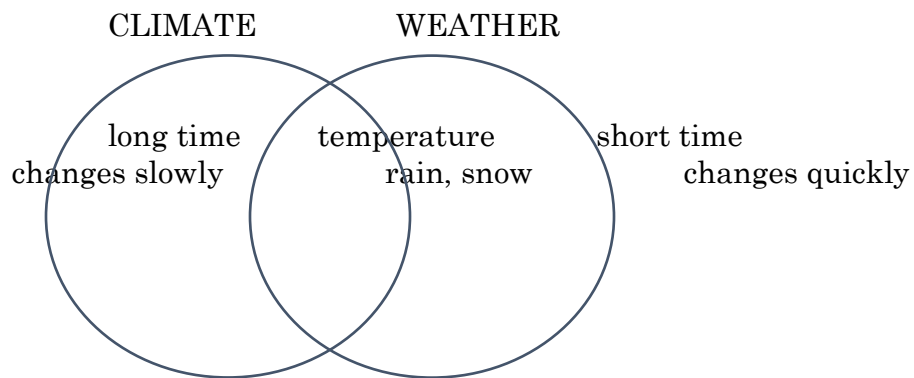 CLIMATE WEATHER
long time temperature short time
changes slowly rain, snow changes quickly